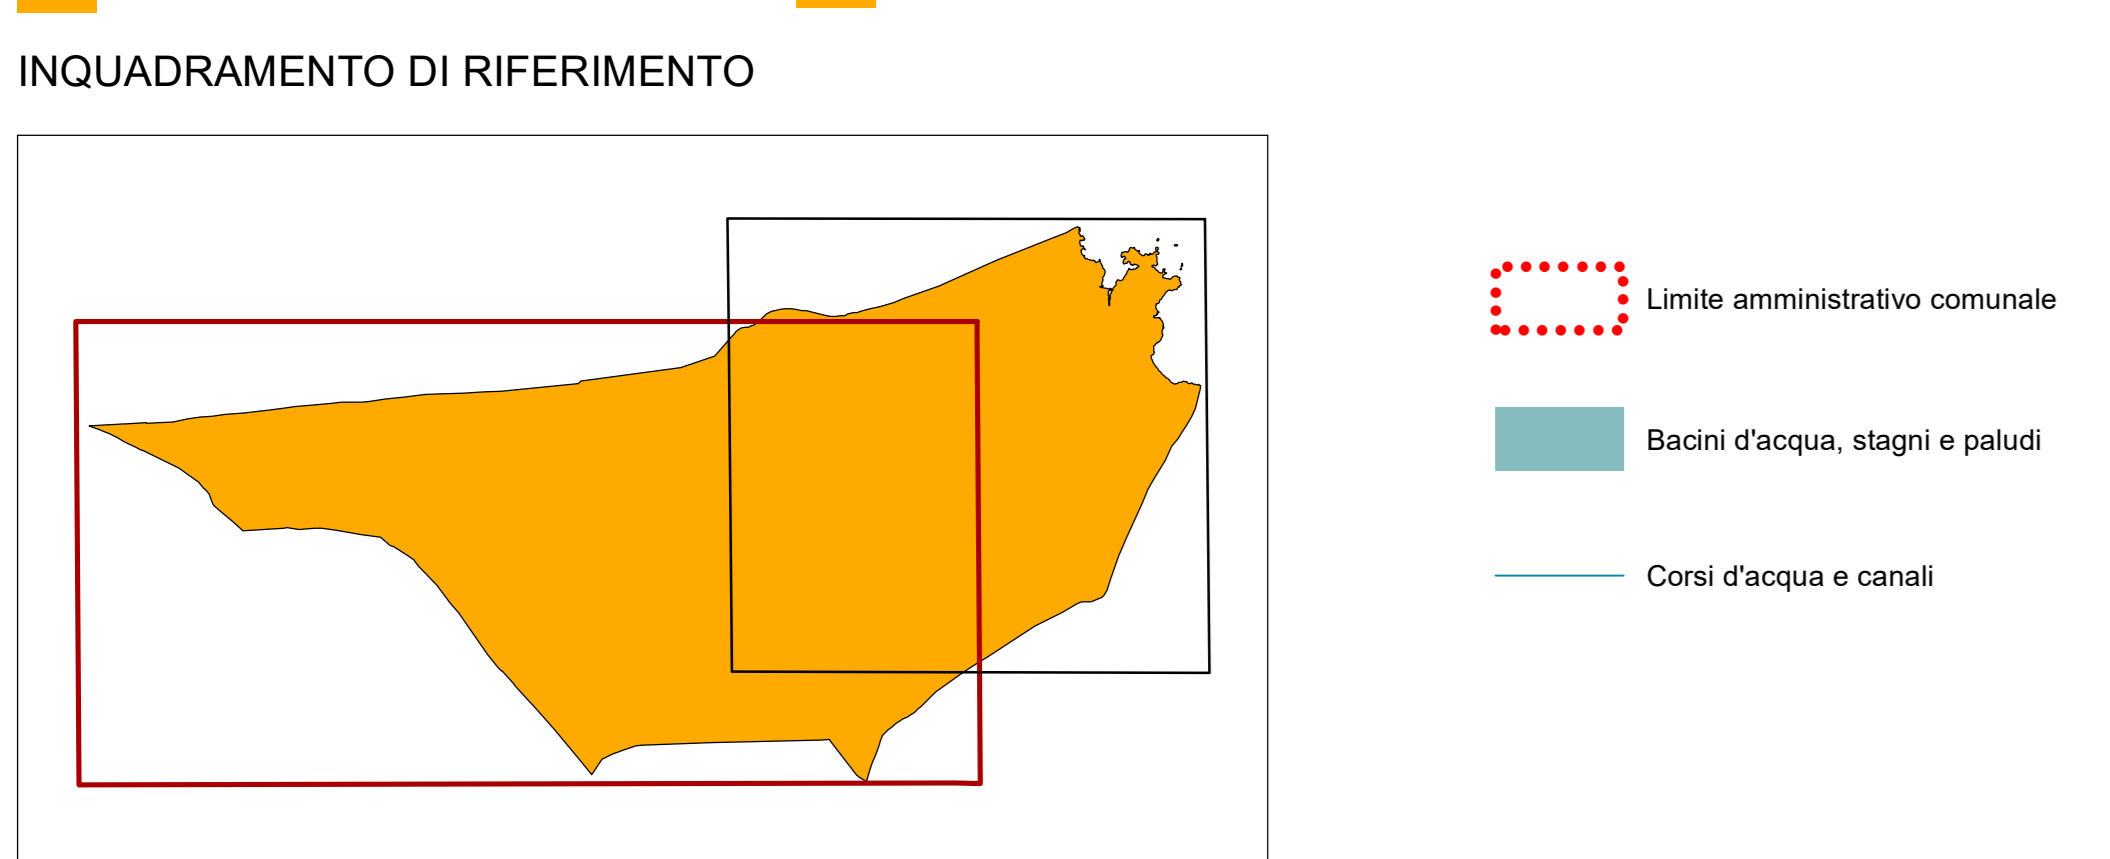 INQUADRAMENTO DI RIFERIMENTO
Limite amministrativo comunale
Bacini d'acqua, stagni e paludi
Corsi d'acqua e canali